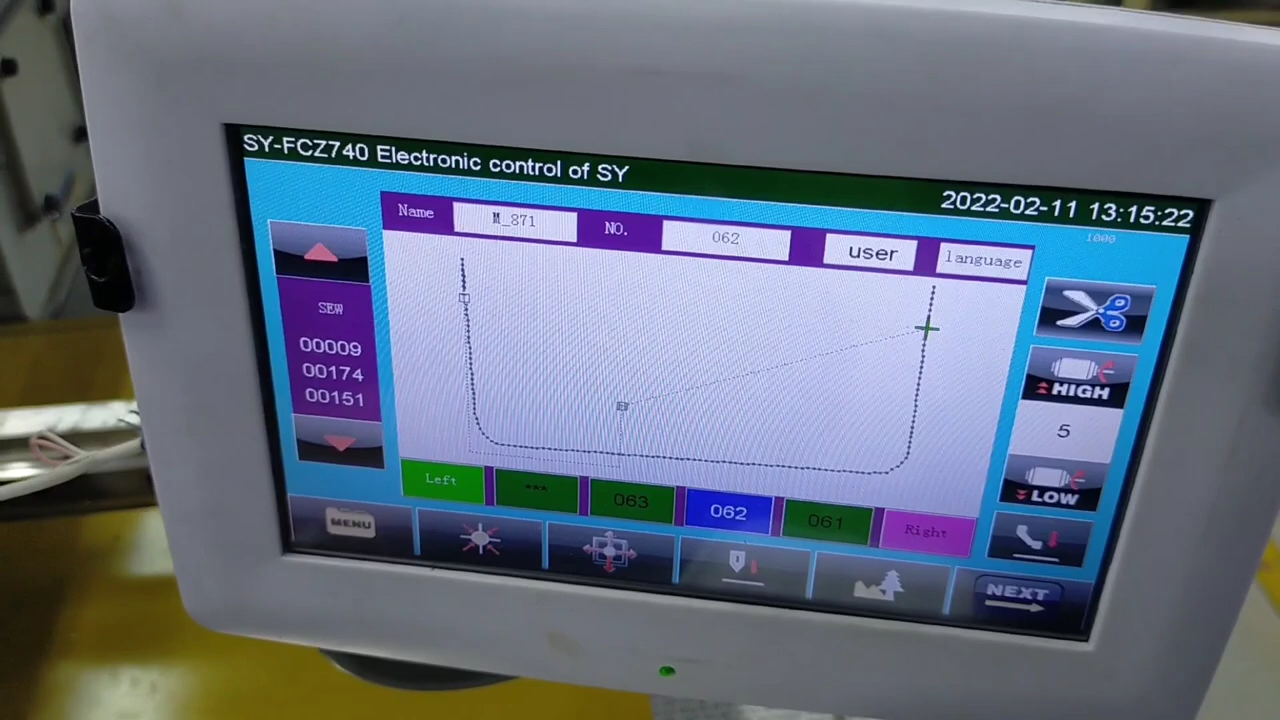 SY-FCZ740 Electronic control of SY
2022-02-11 13:15:22
1000
Name
M_871
NO.
062
user
language
SEW
00009
00174
00151
HIGH
5
LOW
Left
***
063
062
061
Right
MENU
NEXT